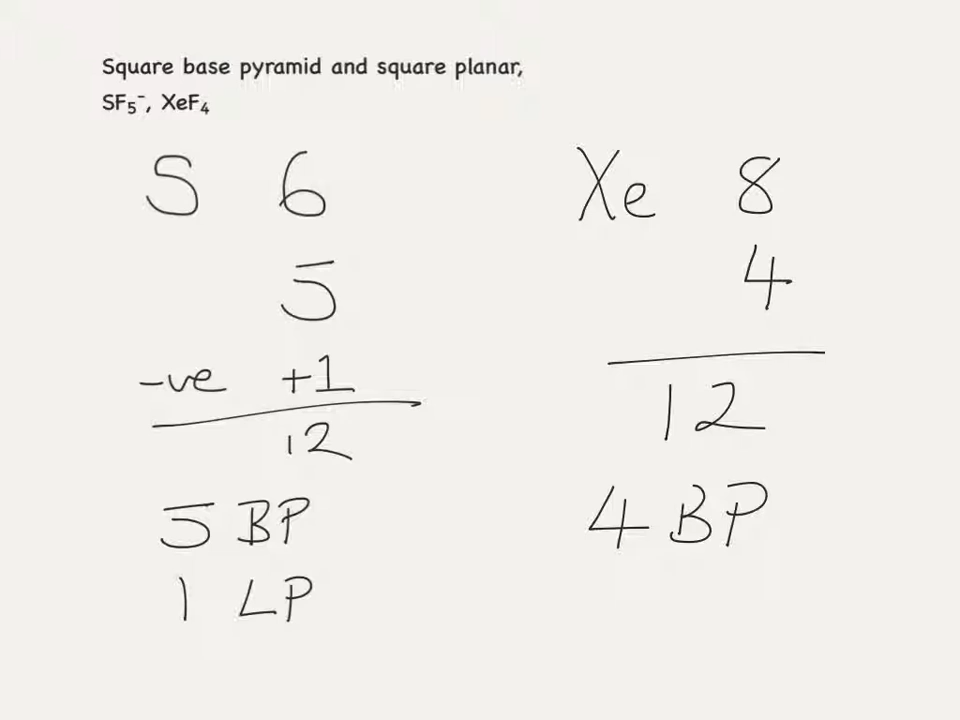 Square base pyramid and square planar,
SF₅⁻, XeF₄
S 6
5
-ve +1
12
5 BP
1 LP
Xe 8
4
12
4 BP